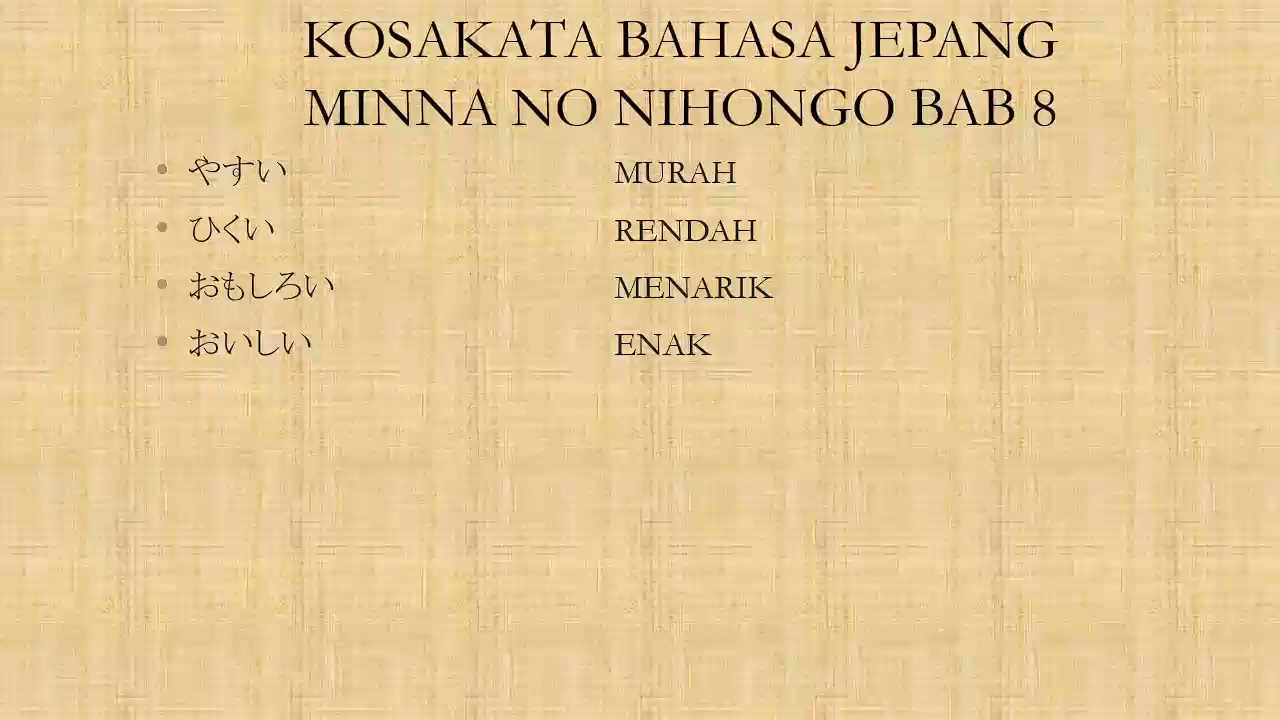 KOSAKATA BAHASA JEPANG
MINNA NO NIHONGO BAB 8
• やすい MURAH
• ひくい RENDAH
• おもしろい MENARIK
• おいしい ENAK